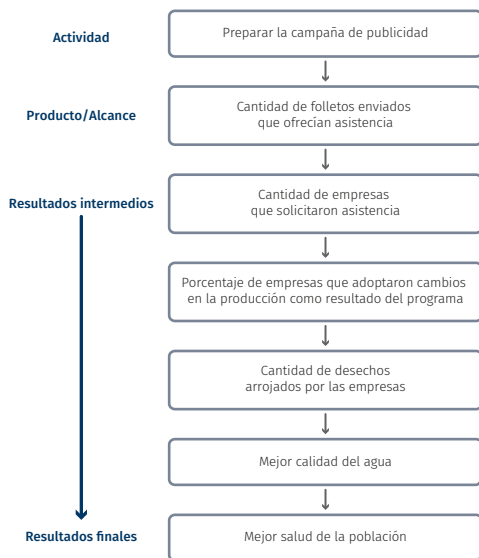 Actividad
Preparar la campaña de publicidad
Producto/Alcance
Cantidad de folletos enviados
que ofrecían asistencia
Resultados intermedios
Cantidad de empresas
que solicitaron asistencia
Porcentaje de empresas que adoptaron cambios
en la producción como resultado del programa
Cantidad de desechos
arrojados por las empresas
Mejor calidad del agua
Resultados finales
Mejor salud de la población